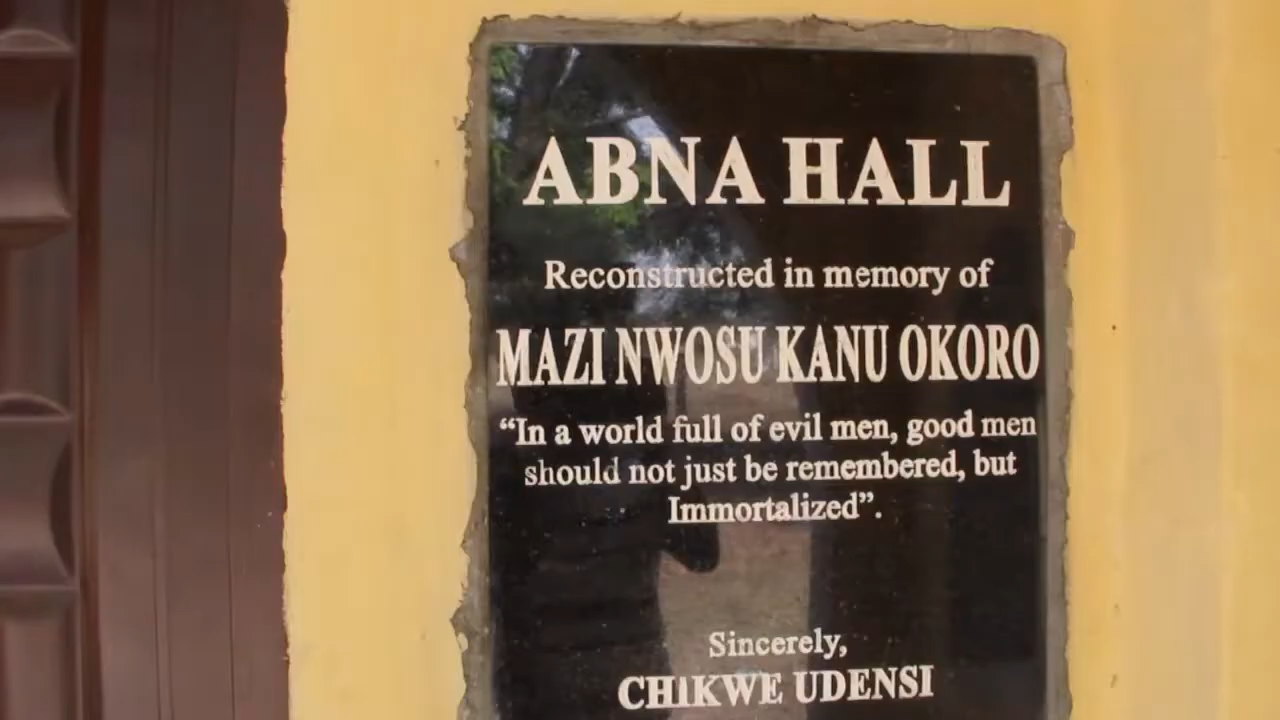 ABNA HALL
Reconstructed in memory of
MAZI NWOSU KANU OKORO
“In a world full of evil men, good men
should not just be remembered, but
Immortalized”.
Sincerely,
CHIKWE UDENSI